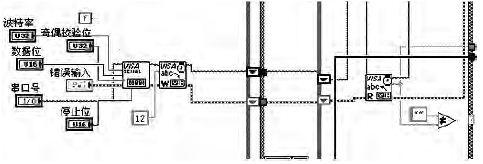 波特率
奇偶校验位
U32
U32
数据位
U16
错误输入
串口号
I/O
停止位
U16
VISA
SERIAL
VISA
abc
W
12
VISA
abc
R
""
≠